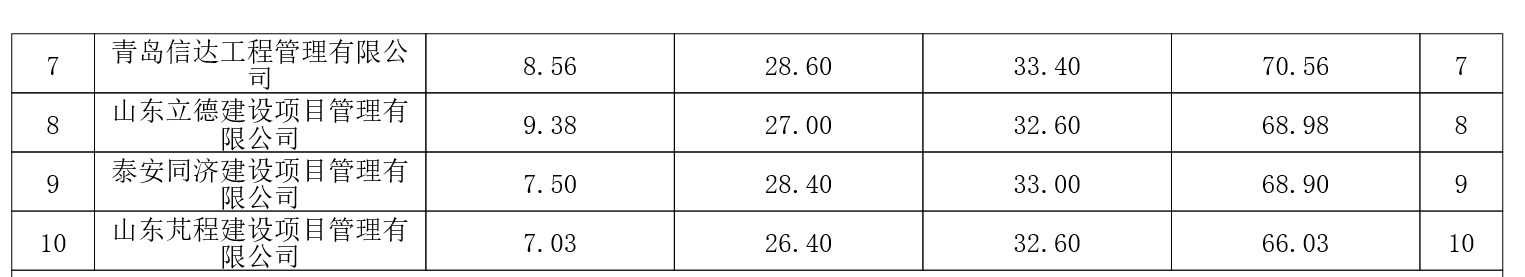 7 青岛信达工程管理有限公 8.56 28.60 33.40 70.56 7
司
8 山东立德建设项目管理有 9.38 27.00 32.60 68.98 8
限公司
9 泰安同济建设项目管理有 7.50 28.40 33.00 68.90 9
限公司
10 山东芃程建设项目管理有 7.03 26.40 32.60 66.03 10
限公司